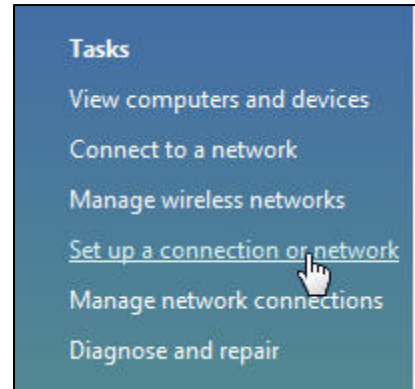 Tasks
View computers and devices
Connect to a network
Manage wireless networks
Set up a connection or network
Manage network connections
Diagnose and repair